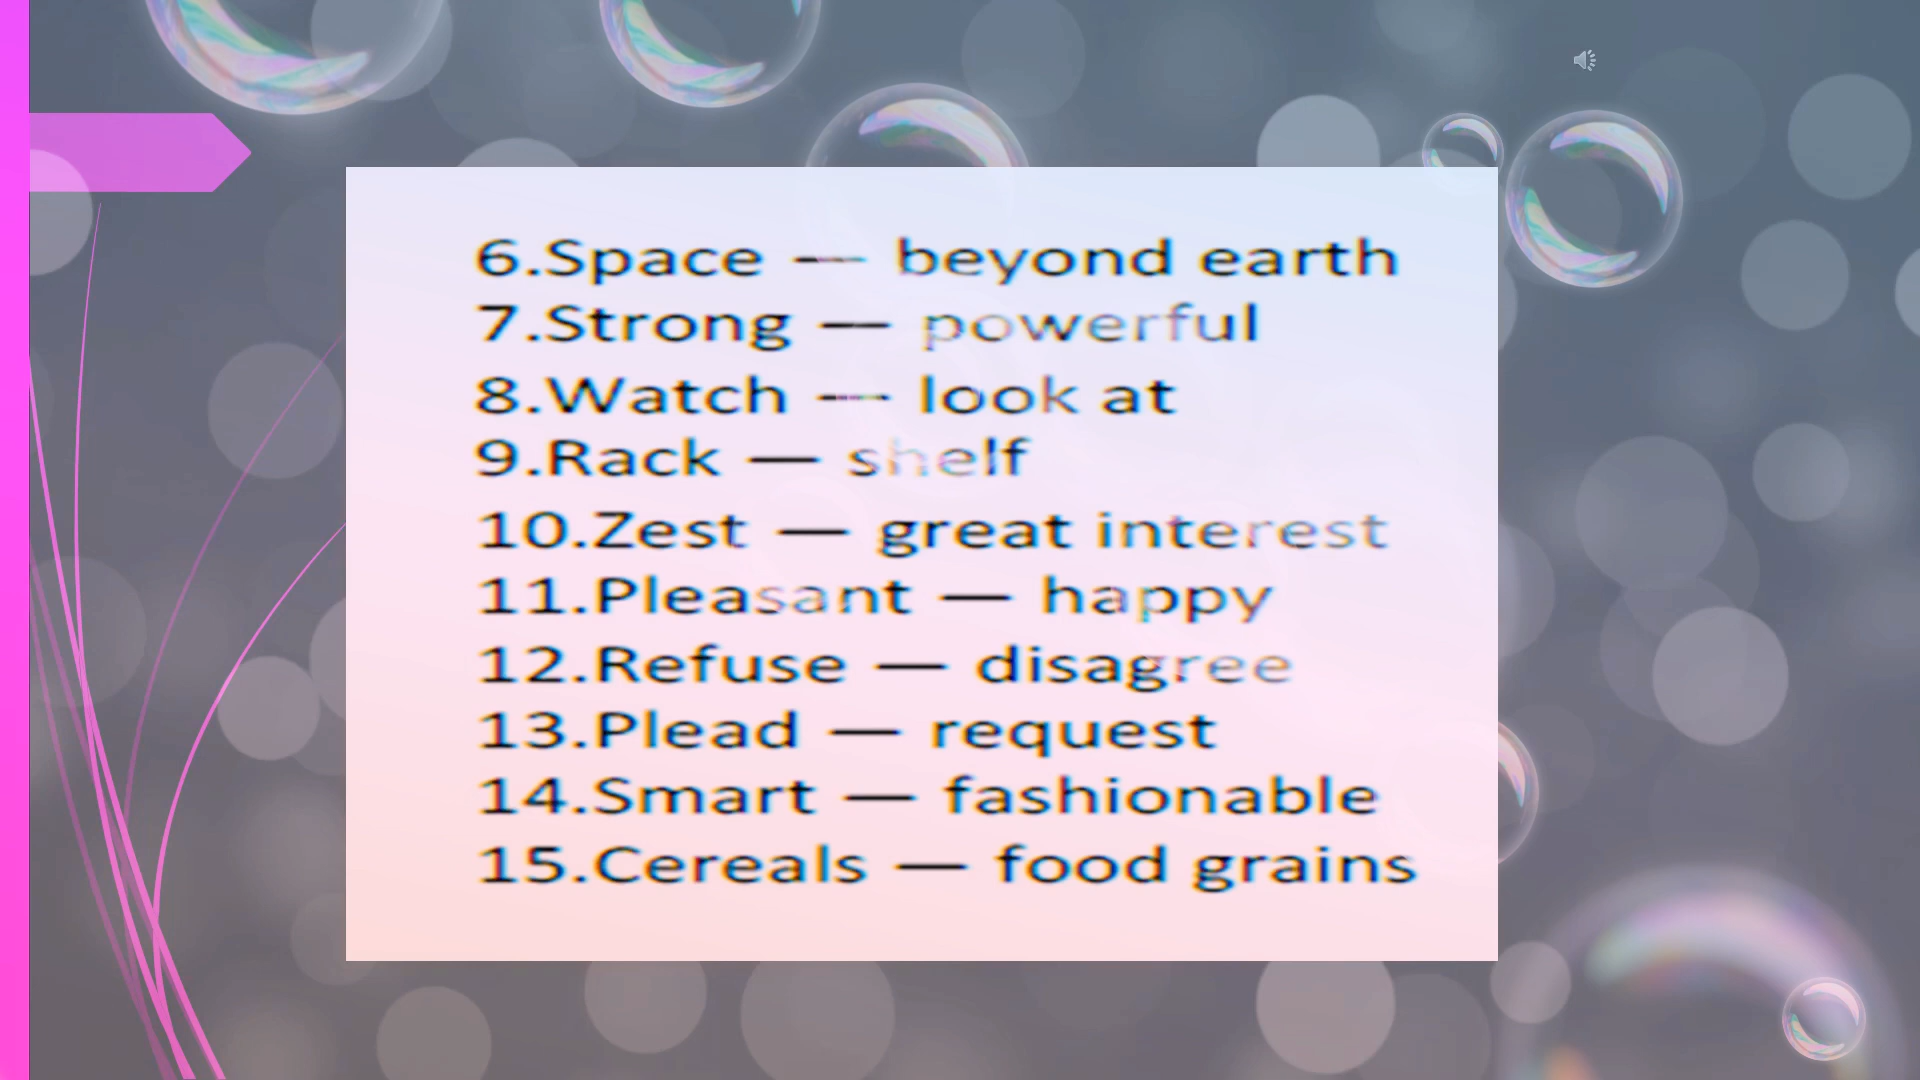 6.Space — beyond earth
7.Strong — powerful
8.Watch — look at
9.Rack — shelf
10.Zest — great interest
11.Pleasant — happy
12.Refuse — disagree
13.Plead — request
14.Smart — fashionable
15.Cereals — food grains